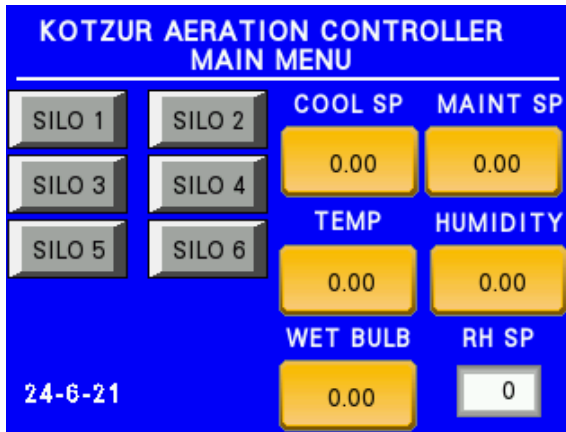 KOTZUR AERATION CONTROLLER
MAIN MENU
SILO 1 SILO 2 COOL SP MAINT SP
0.00 0.00
SILO 3 SILO 4
TEMP HUMIDITY
SILO 5 SILO 6
0.00 0.00
WET BULB RH SP
24-6-21 0.00 0